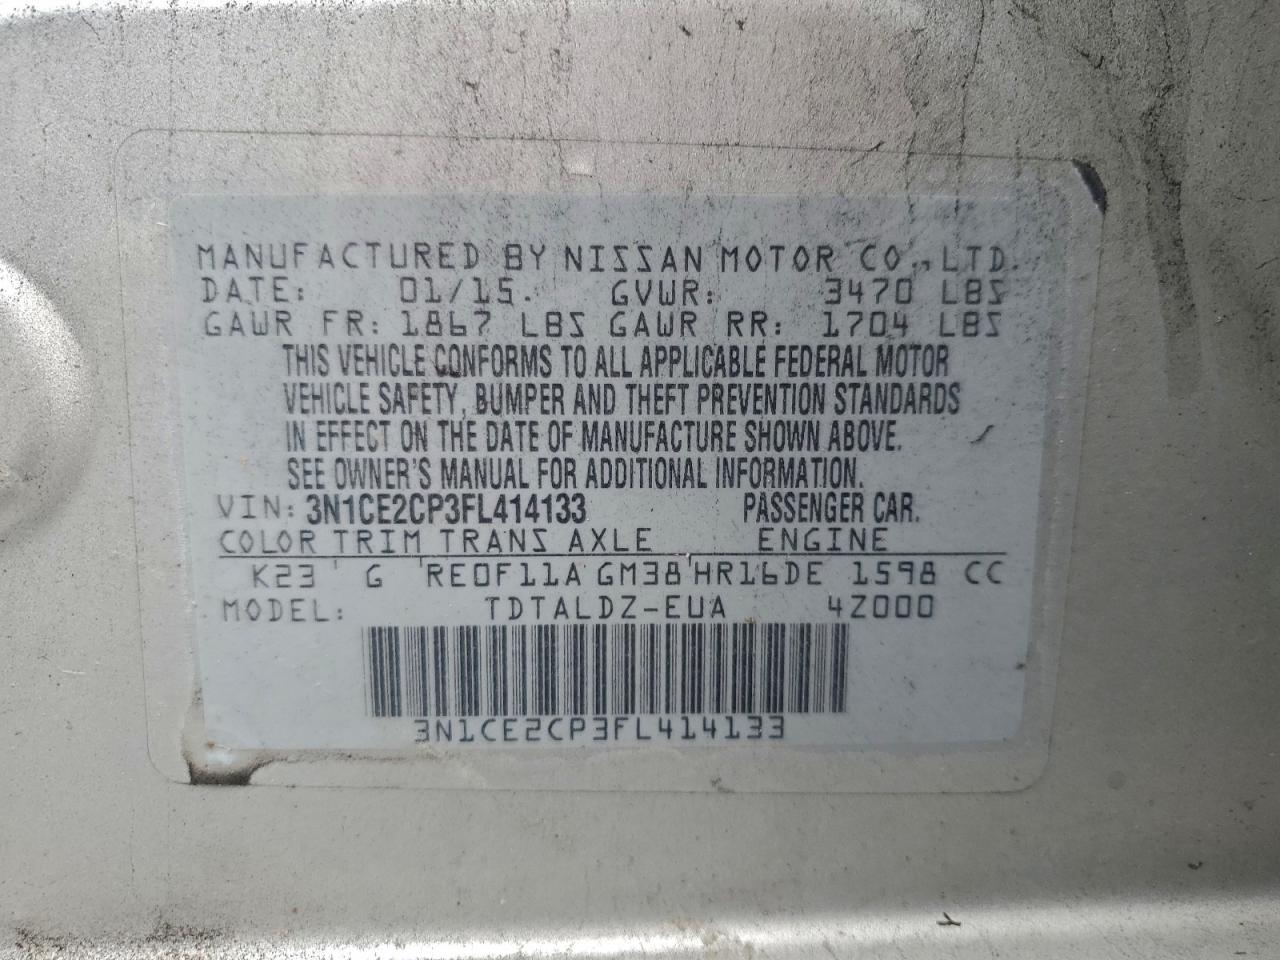 MANUFACTURED BY NISSAN MOTOR CO., LTD.
DATE: 01/15. GVWR: 3470 LBS
GAWR FR: 1867 LBS GAWR RR: 1704 LBS
THIS VEHICLE CONFORMS TO ALL APPLICABLE FEDERAL MOTOR
VEHICLE SAFETY, BUMPER AND THEFT PREVENTION STANDARDS
IN EFFECT ON THE DATE OF MANUFACTURE SHOWN ABOVE.
SEE OWNER'S MANUAL FOR ADDITIONAL INFORMATION.
VIN: 3N1CE2CP3FL414133 PASSENGER CAR.
COLOR TRIM TRANS AXLE ENGINE
K23 G RE0F11A GM38 HR16DE 1598 CC
MODEL: TDTALDZ-EUA 4Z000
3N1CE2CP3FL414133